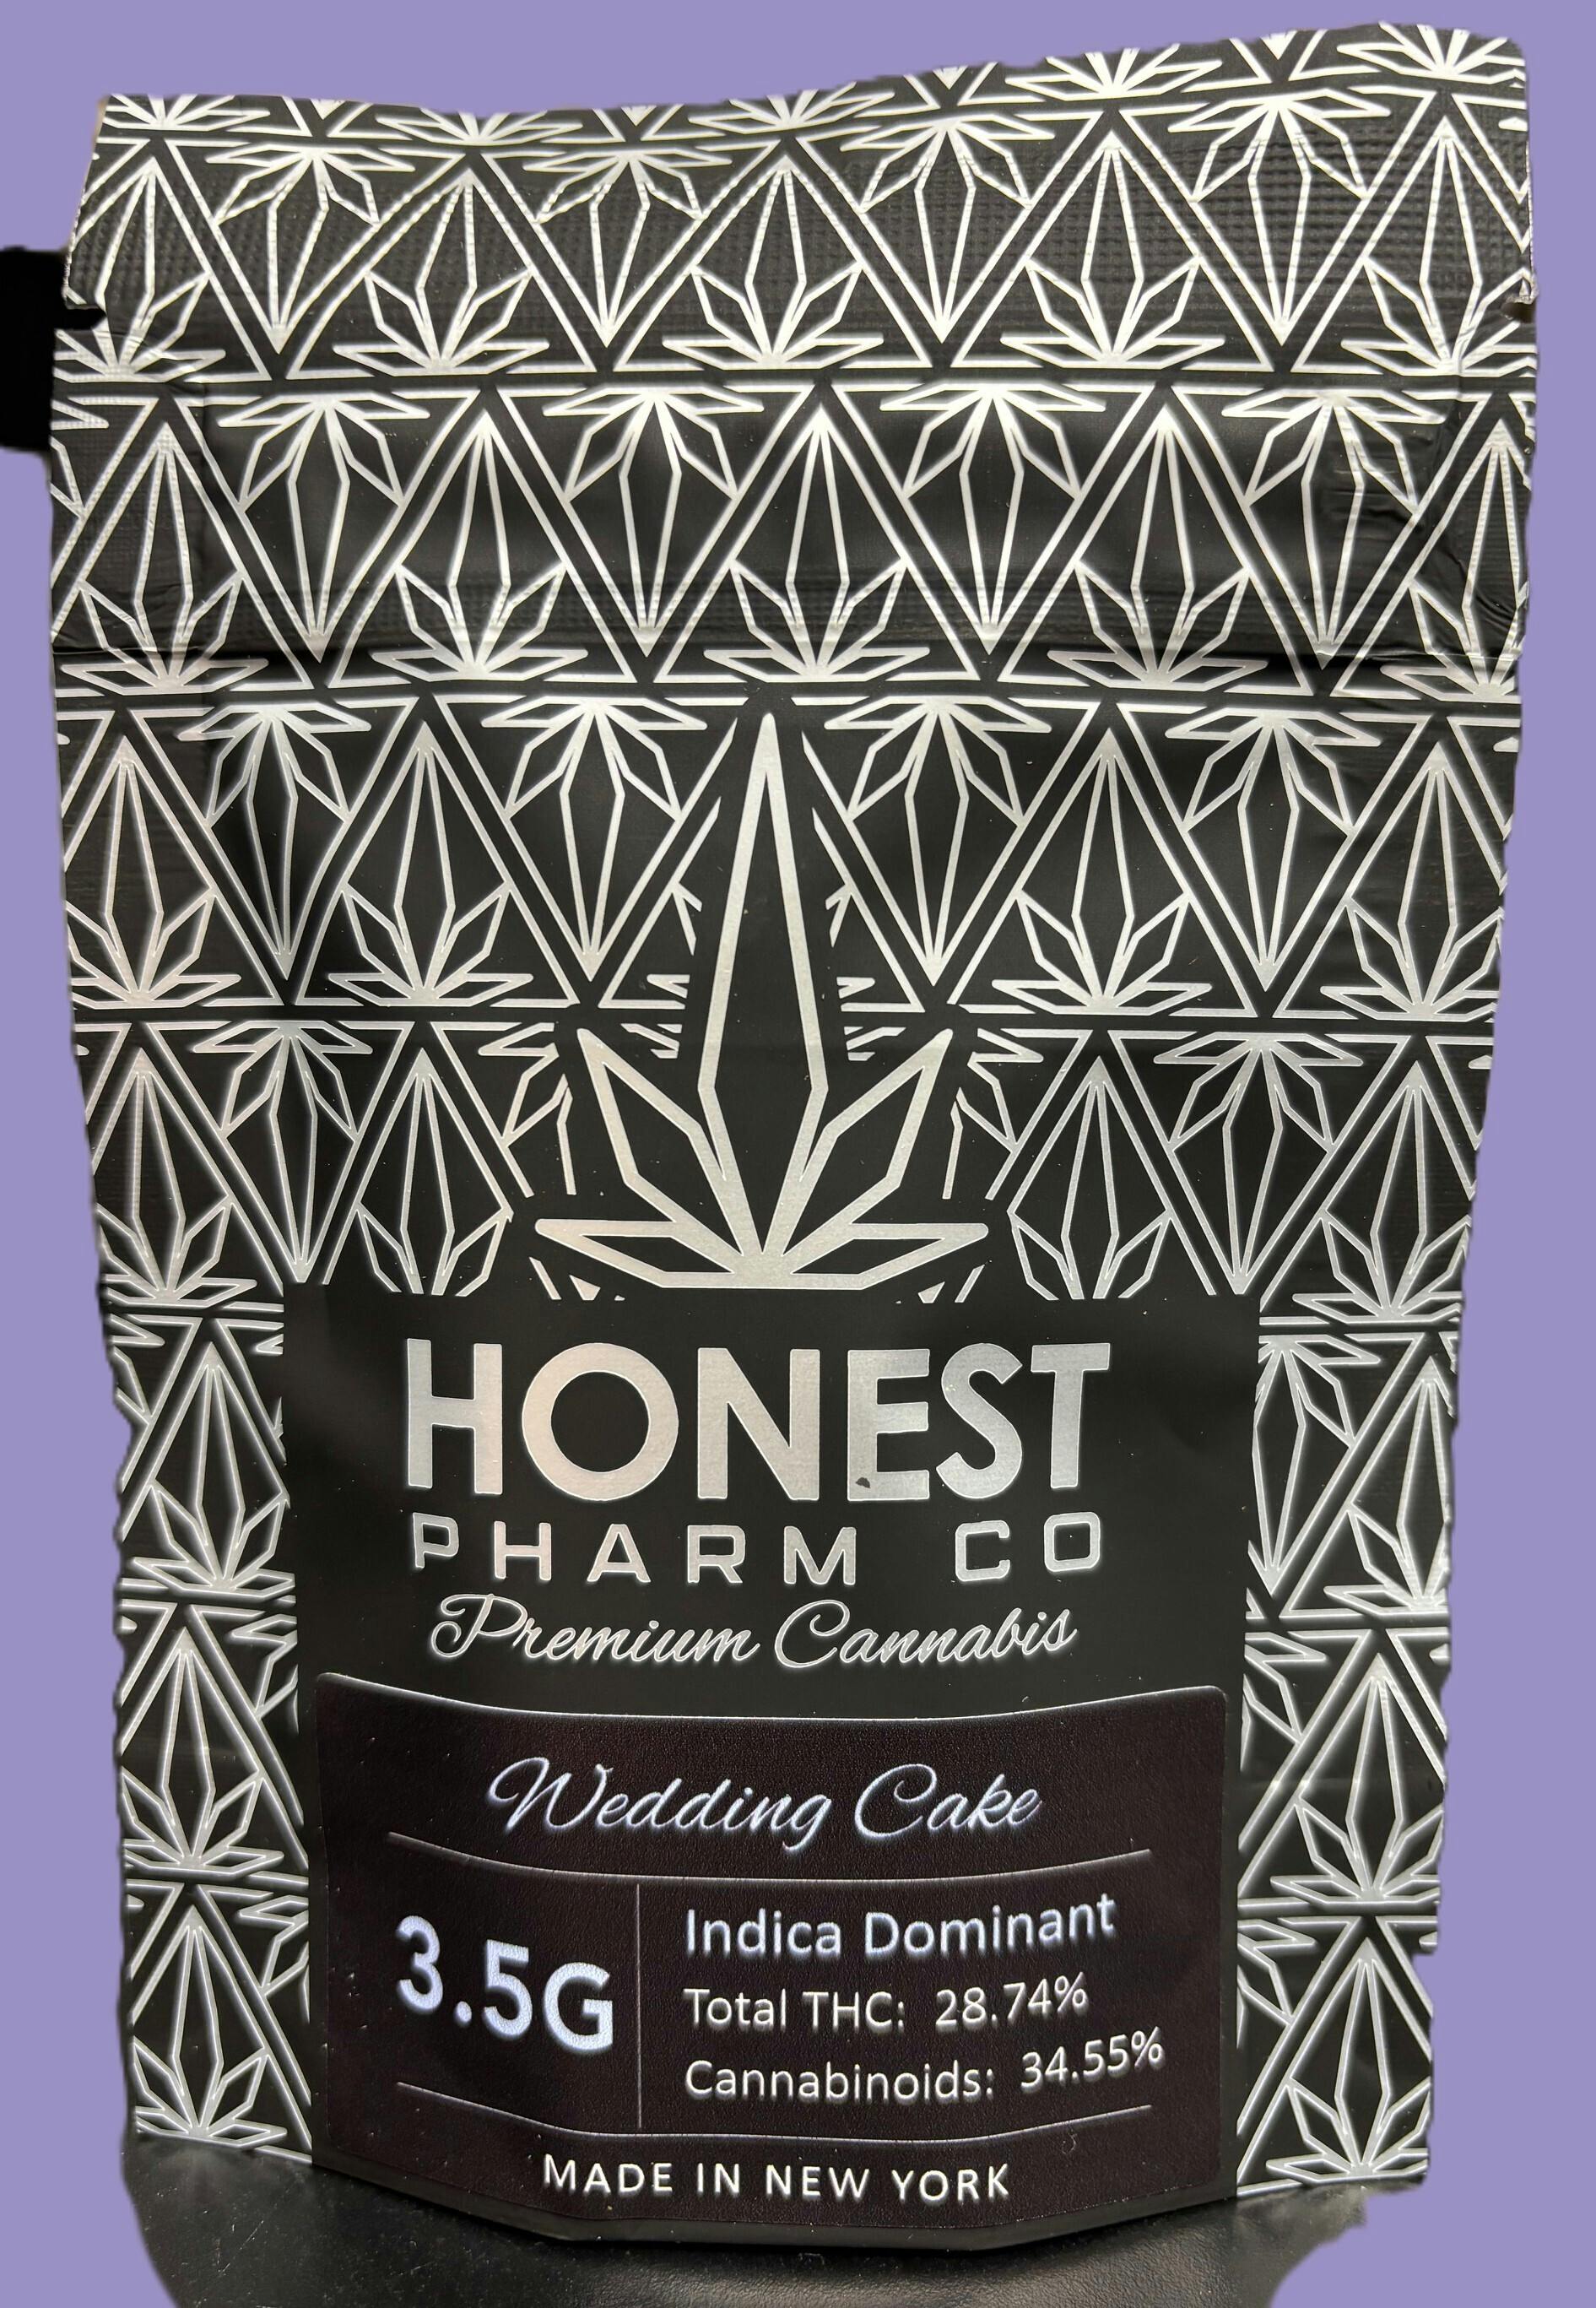 HONEST
PHARM CO
Premium Cannabis
Wedding Cake
3.5G
Indica Dominant
Total THC: 28.74%
Cannabinoids: 34.55%
MADE IN NEW YORK